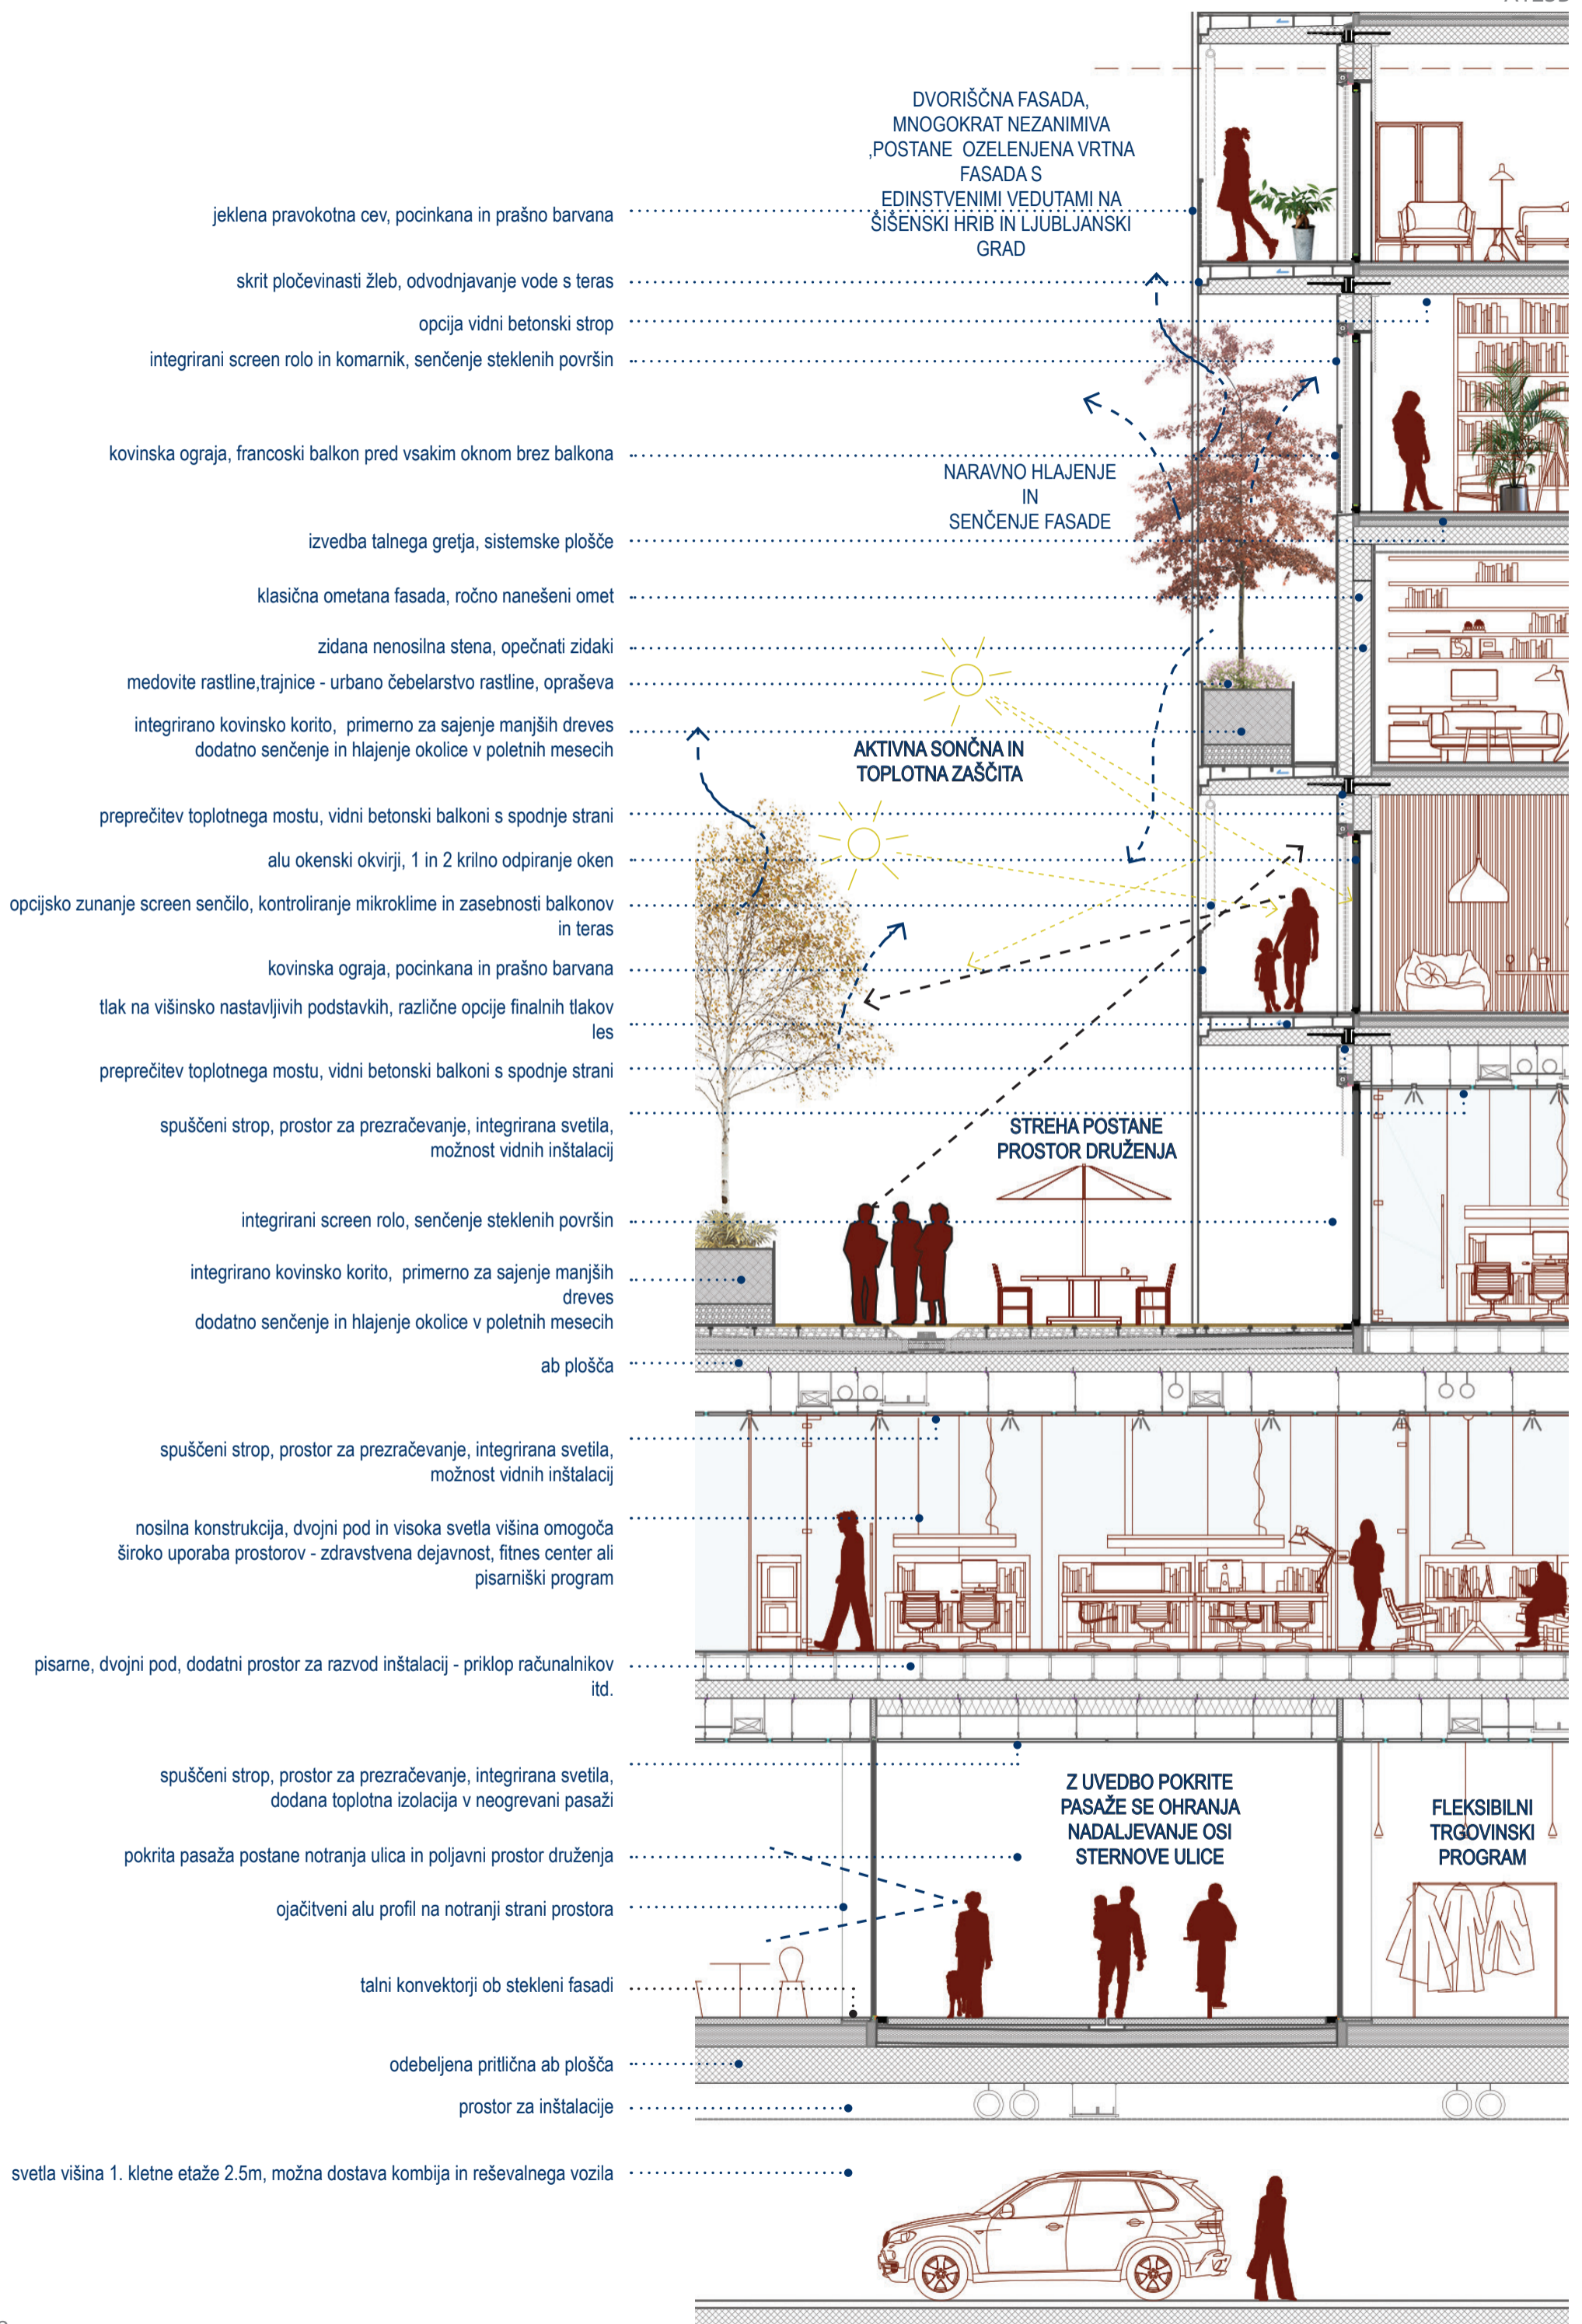 DVORIŠČNA FASADA,
MNOGOKRAT NEZANIMIVA
,POSTANE OZELENJENA VRTNA
FASADA S
EDINSTVENIMI VEDUTAMI NA
ŠIŠENSKI HRIB IN LJUBLJANSKI
GRAD
jeklena pravokotna cev, pocinkana in prašno barvana
skrit pločevinasti žleb, odvodnjavanje vode s teras
opcija vidni betonski strop
integrirani screen rolo in komarnik, senčenje steklenih površin
kovinska ograja, francoski balkon pred vsakim oknom brez balkona
NARAVNO HLAJENJE
IN
SENČENJE FASADE
izvedba talnega gretja, sistemske plošče
klasična ometana fasada, ročno nanešeni omet
zidana nenosilna stena, opečnati zidaki
medovite rastline,trajnice - urbano čebelarstvo rastline, opraševa
integrirano kovinsko korito, primerno za sajenje manjših dreves
dodatno senčenje in hlajenje okolice v poletnih mesecih
AKTIVNA SONČNA IN
TOPLOTNA ZAŠČITA
preprečitev toplotnega mostu, vidni betonski balkoni s spodnje strani
alu okenski okvirji, 1 in 2 krilno odpiranje oken
opcijsko zunanje screen senčilo, kontroliranje mikroklime in zasebnosti balkonov
in teras
kovinska ograja, pocinkana in prašno barvana
tlak na višinsko nastavljivih podstavkih, različne opcije finalnih tlakov
les
preprečitev toplotnega mostu, vidni betonski balkoni s spodnje strani
spuščeni strop, prostor za prezračevanje, integrirana svetila,
možnost vidnih inštalacij
STREHA POSTANE
PROSTOR DRUŽENJA
integrirani screen rolo, senčenje steklenih površin
integrirano kovinsko korito, primerno za sajenje manjših
dreves
dodatno senčenje in hlajenje okolice v poletnih mesecih
ab plošča
spuščeni strop, prostor za prezračevanje, integrirana svetila,
možnost vidnih inštalacij
nosilna konstrukcija, dvojni pod in visoka svetla višina omogoča
široko uporaba prostorov - zdravstvena dejavnost, fitnes center ali
pisarniški program
pisarne, dvojni pod, dodatni prostor za razvod inštalacij - priklop računalnikov
itd.
spuščeni strop, prostor za prezračevanje, integrirana svetila,
dodana toplotna izolacija v neogrevani pasaži
Z UVEDBO POKRITE
PASAŽE SE OHRANJA
NADALJEVANJE OSI
STERNOVE ULICE
FLEKSIBILNI
TRGOVINSKI
PROGRAM
pokrita pasaža postane notranja ulica in poljavni prostor druženja
ojačitveni alu profil na notranji strani prostora
talni konvektorji ob stekleni fasadi
odebeljena pritlična ab plošča
prostor za inštalacije
svetla višina 1. kletne etaže 2.5m, možna dostava kombija in reševalnega vozila